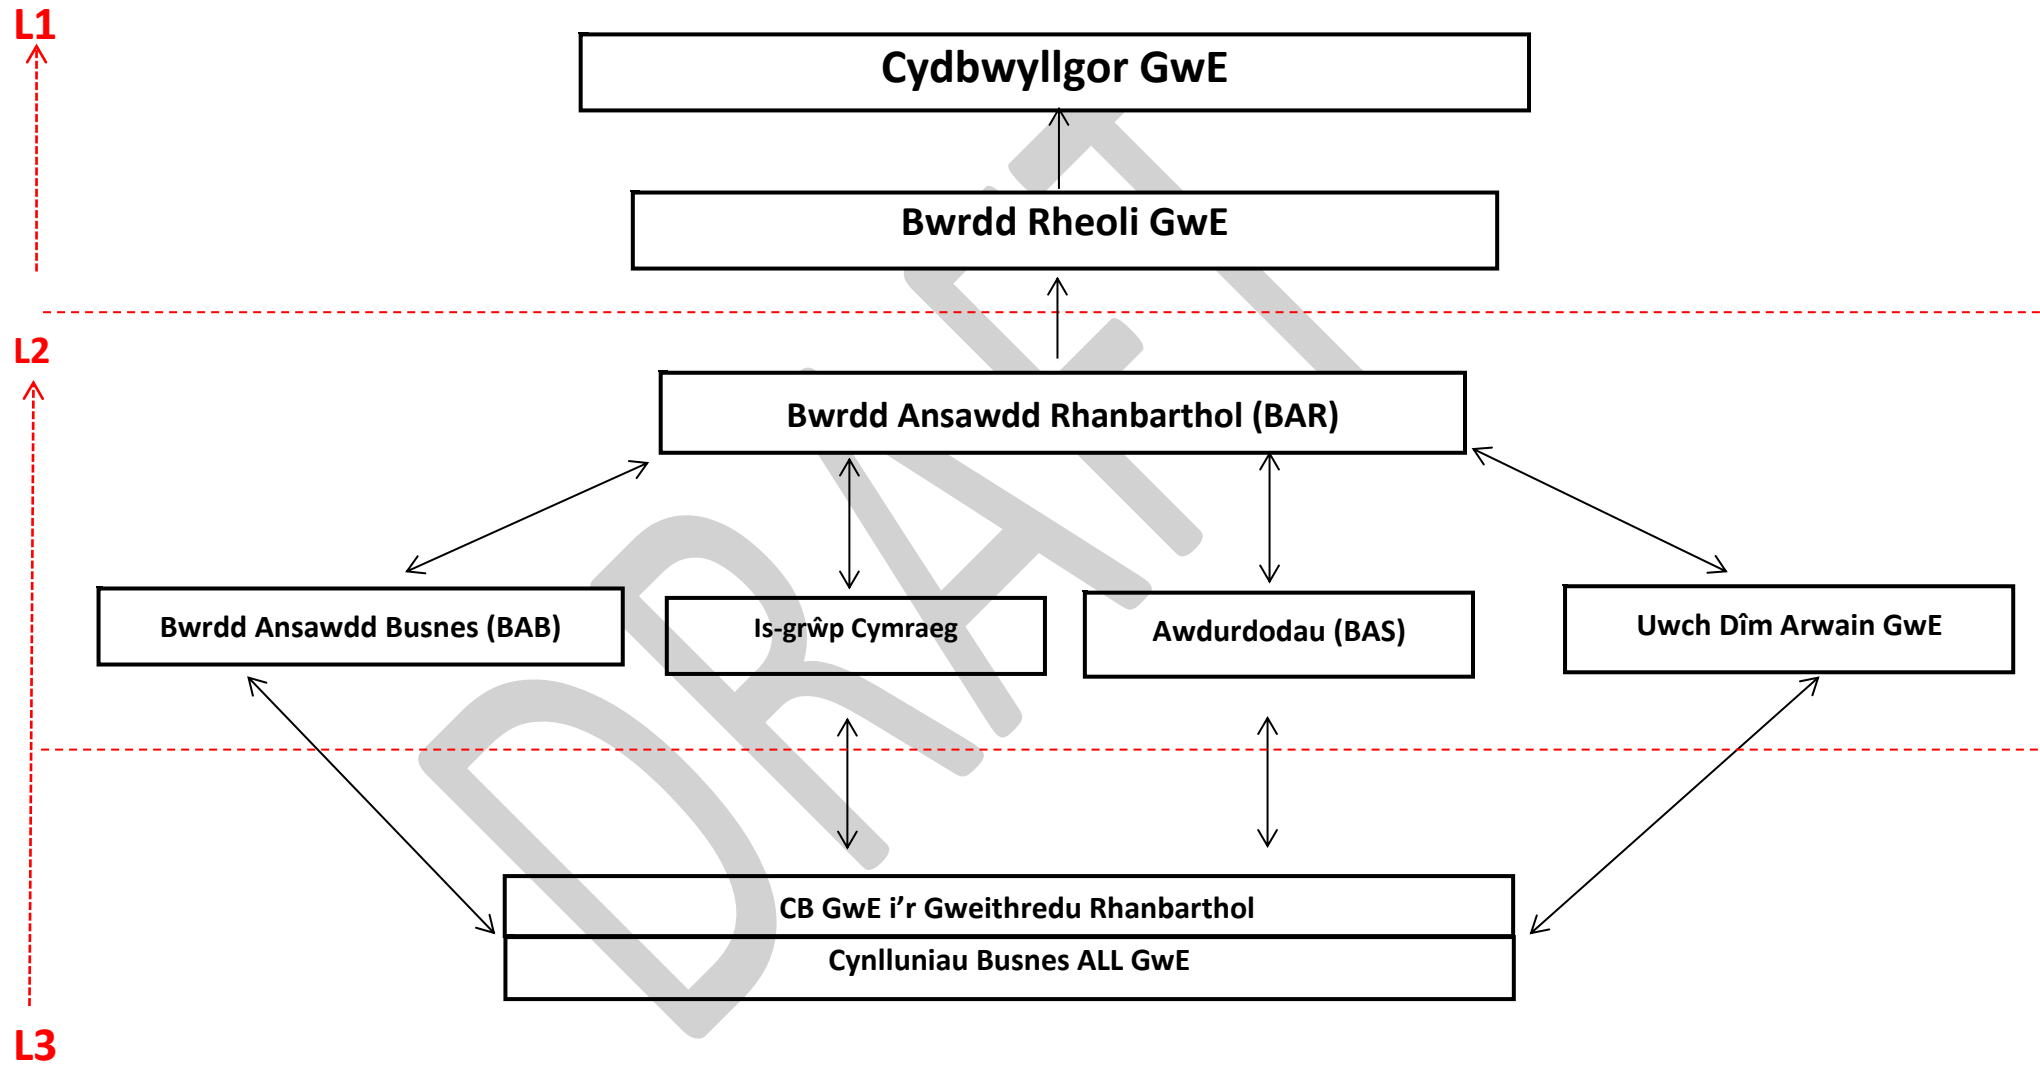 L1
Cydbwyllgor GwE
Bwrdd Rheoli GwE
L2
Bwrdd Ansawdd Rhanbarthol (BAR)
Bwrdd Ansawdd Busnes (BAB)
Is-grŵp Cymraeg
Awdurdodau (BAS)
Uwch Dîm Arwain GwE
CB GwE i’r Gweithredu Rhanbarthol
Cynlluniau Busnes ALL GwE
L3
DRAFT